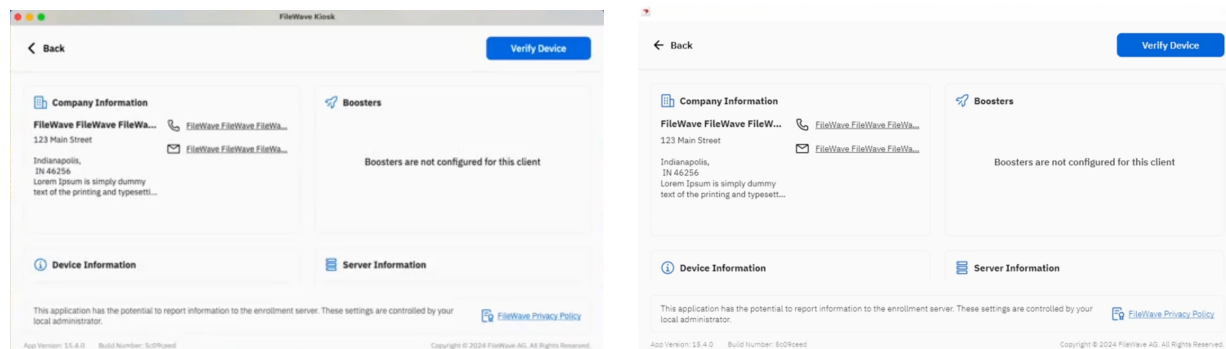 FileWave Kiosk
Back
Verify Device
Company Information
FileWave FileWave FileWa...
123 Main Street
Indianapolis,
IN 46256
Lorem Ipsum is simply dummy
text of the printing and typesetti...
FileWave FileWave FileWa...
FileWave FileWave FileWa...
Boosters
Boosters are not configured for this client
Device Information
Server Information
This application has the potential to report information to the enrollment server. These settings are controlled by your
local administrator.
FileWave Privacy Policy
App Version: 15.4.0 Build Number: 5c09ceed
Copyright © 2024 FileWave AG. All Rights Reserved.
Back
Verify Device
Company Information
FileWave FileWave FileW...
123 Main Street
Indianapolis,
IN 46256
Lorem Ipsum is simply dummy
text of the printing and typesett...
FileWave FileWave FileWa...
FileWave FileWave FileWa...
Boosters
Boosters are not configured for this client
Device Information
Server Information
This application has the potential to report information to the enrollment server. These settings are controlled by your
local administrator.
FileWave Privacy Policy
App Version: 15.4.0 Build Number: 5c09ceed
Copyright © 2024 FileWave AG. All Rights Reserved.